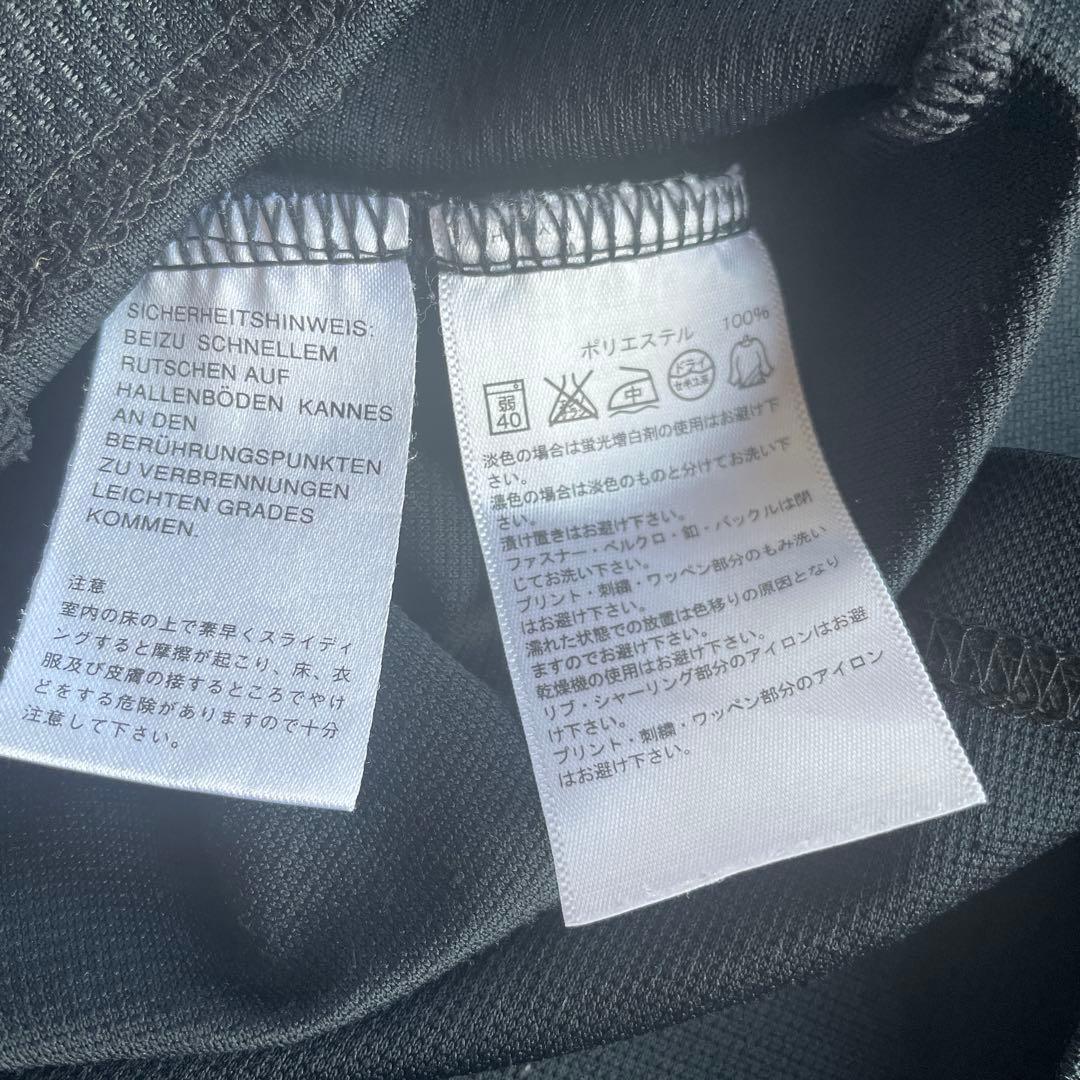 SICHERHEITSHINWEIS:
BEIZU SCHNELLEM
RUTSCHEN AUF
HALLENBÖDEN KANNES
AN DEN
BERÜHRUNGSPUNKTEN
ZU VERBRENNUNGEN
LEICHTEN GRADES
KOMMEN.
注意
室内の床の上で素早くスライディ
ングすると摩擦が起こり、床、衣
服及び皮膚の接するところでやけ
どをする危険がありますので十分
注意して下さい。
ポリエステル 100%
弱
40
中
ドライ
セキユ系
淡色の場合は蛍光増白剤の使用はお避け下
さい。
濃色の場合は淡色のものと分けてお洗い下
さい。
漬け置きはお避け下さい。
ファスナー・ベルクロ・釦・バックルは閉
じてお洗い下さい。
プリント・刺繍・ワッペン部分のもみ洗い
はお避け下さい。
濡れた状態での放置は色移りの原因となり
ますのでお避け下さい。
乾燥機の使用はお避け下さい。
リブ・シャーリング部分のアイロンはお避
け下さい。
プリント・刺繍・ワッペン部分のアイロン
はお避け下さい。